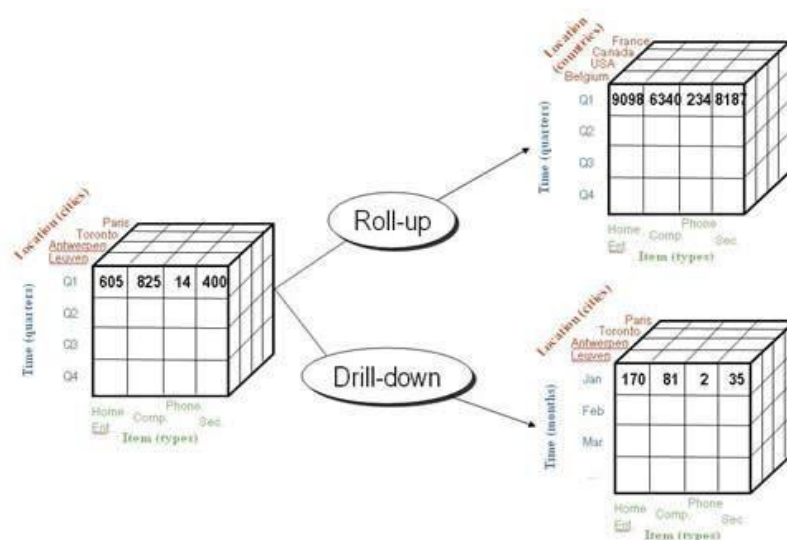 Location (cities)
Paris
Toronto
Antwerpen
Leuven
Time (quarters)
Q1 605 825 14 400
Q2
Q3
Q4
Home Ent.
Comp.
Phone
Sec.
Item (types)
Roll-up
Drill-down
Location (countries)
France
Canada
USA
Belgium
Time (quarters)
Q1 9098 6340 234 8187
Q2
Q3
Q4
Home Ent.
Comp.
Phone
Sec.
Item (types)
Location (cities)
Paris
Toronto
Antwerpen
Leuven
Time (months)
Jan 170 81 2 35
Feb
Mar
...
Home Ent.
Comp.
Phone
Sec.
Item (types)